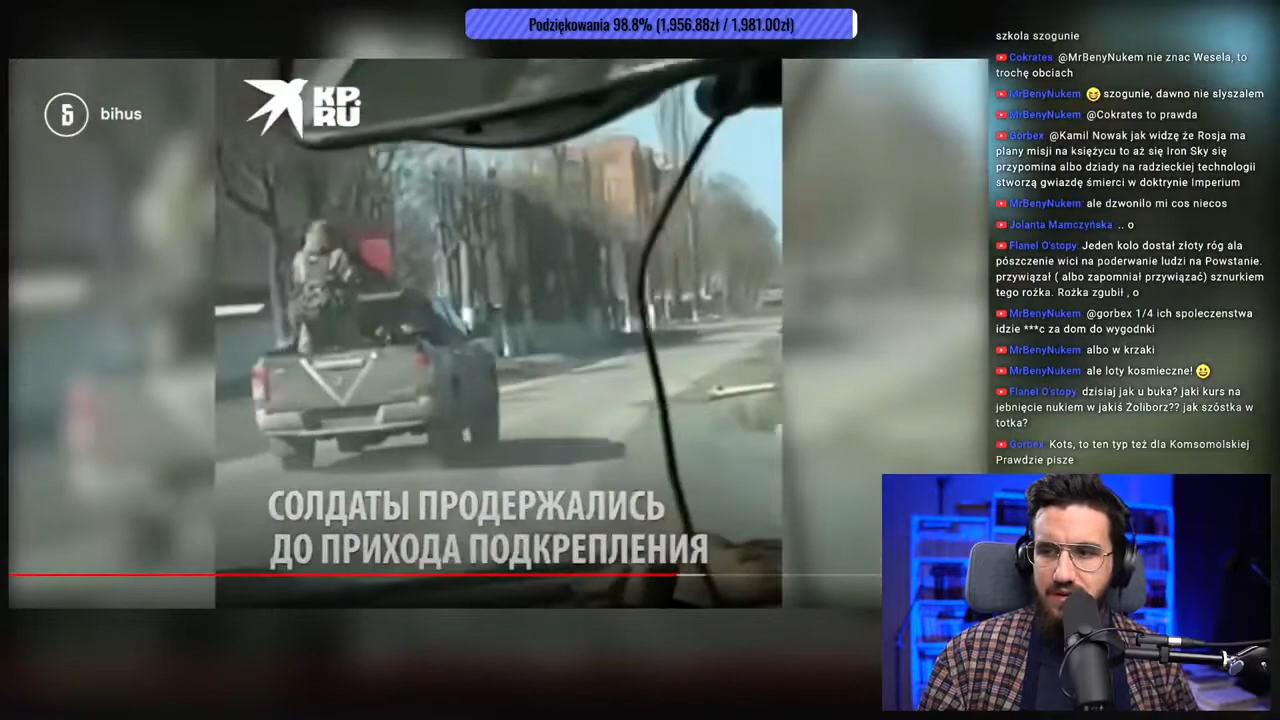 Podziękowania 98.8% (1,956.88zł / 1,981.00zł)
bihus
KP.
RU
СОЛДАТЫ ПРОДЕРЖАЛИСЬ
ДО ПРИХОДА ПОДКРЕПЛЕНИЯ
szkola szogunie
Cokrates @MrBenyNukem nie znac Wesela, to
trochę obciach
MrBenyNukem szogunie, dawno nie slyszalem
MrBenyNukem @Cokrates to prawda
Gorbex @Kamil Nowak jak widzę że Rosja ma
plany misji na księżycu to aż się Iron Sky się
przypomina albo dziady na radzieckiej technologii
stworzą gwiazdę śmierci w doktrynie Imperium
MrBenyNukem ale dzwonilo mi cos niecos
Jolanta Mamczyńska .. o
Flanel O'stopy Jeden kolo dostał złoty róg ala
pószczenie wici na poderwanie ludzi na Powstanie.
przywiązał ( albo zapomniał przywiązać) sznurkiem
tego rożka. Rożka zgubił , o
MrBenyNukem @gorbex 1/4 ich spoleczenstwa
idzie ***c za dom do wygodnki
MrBenyNukem albo w krzaki
MrBenyNukem ale loty kosmieczne!
Flanel O'stopy dzisiaj jak u buka? jaki kurs na
jebnięcie nukiem w jakiś Żoliborz?? jak szóstka w
totka?
Gorbex Kots, to ten typ też dla Komsomolskiej
Prawdzie pisze